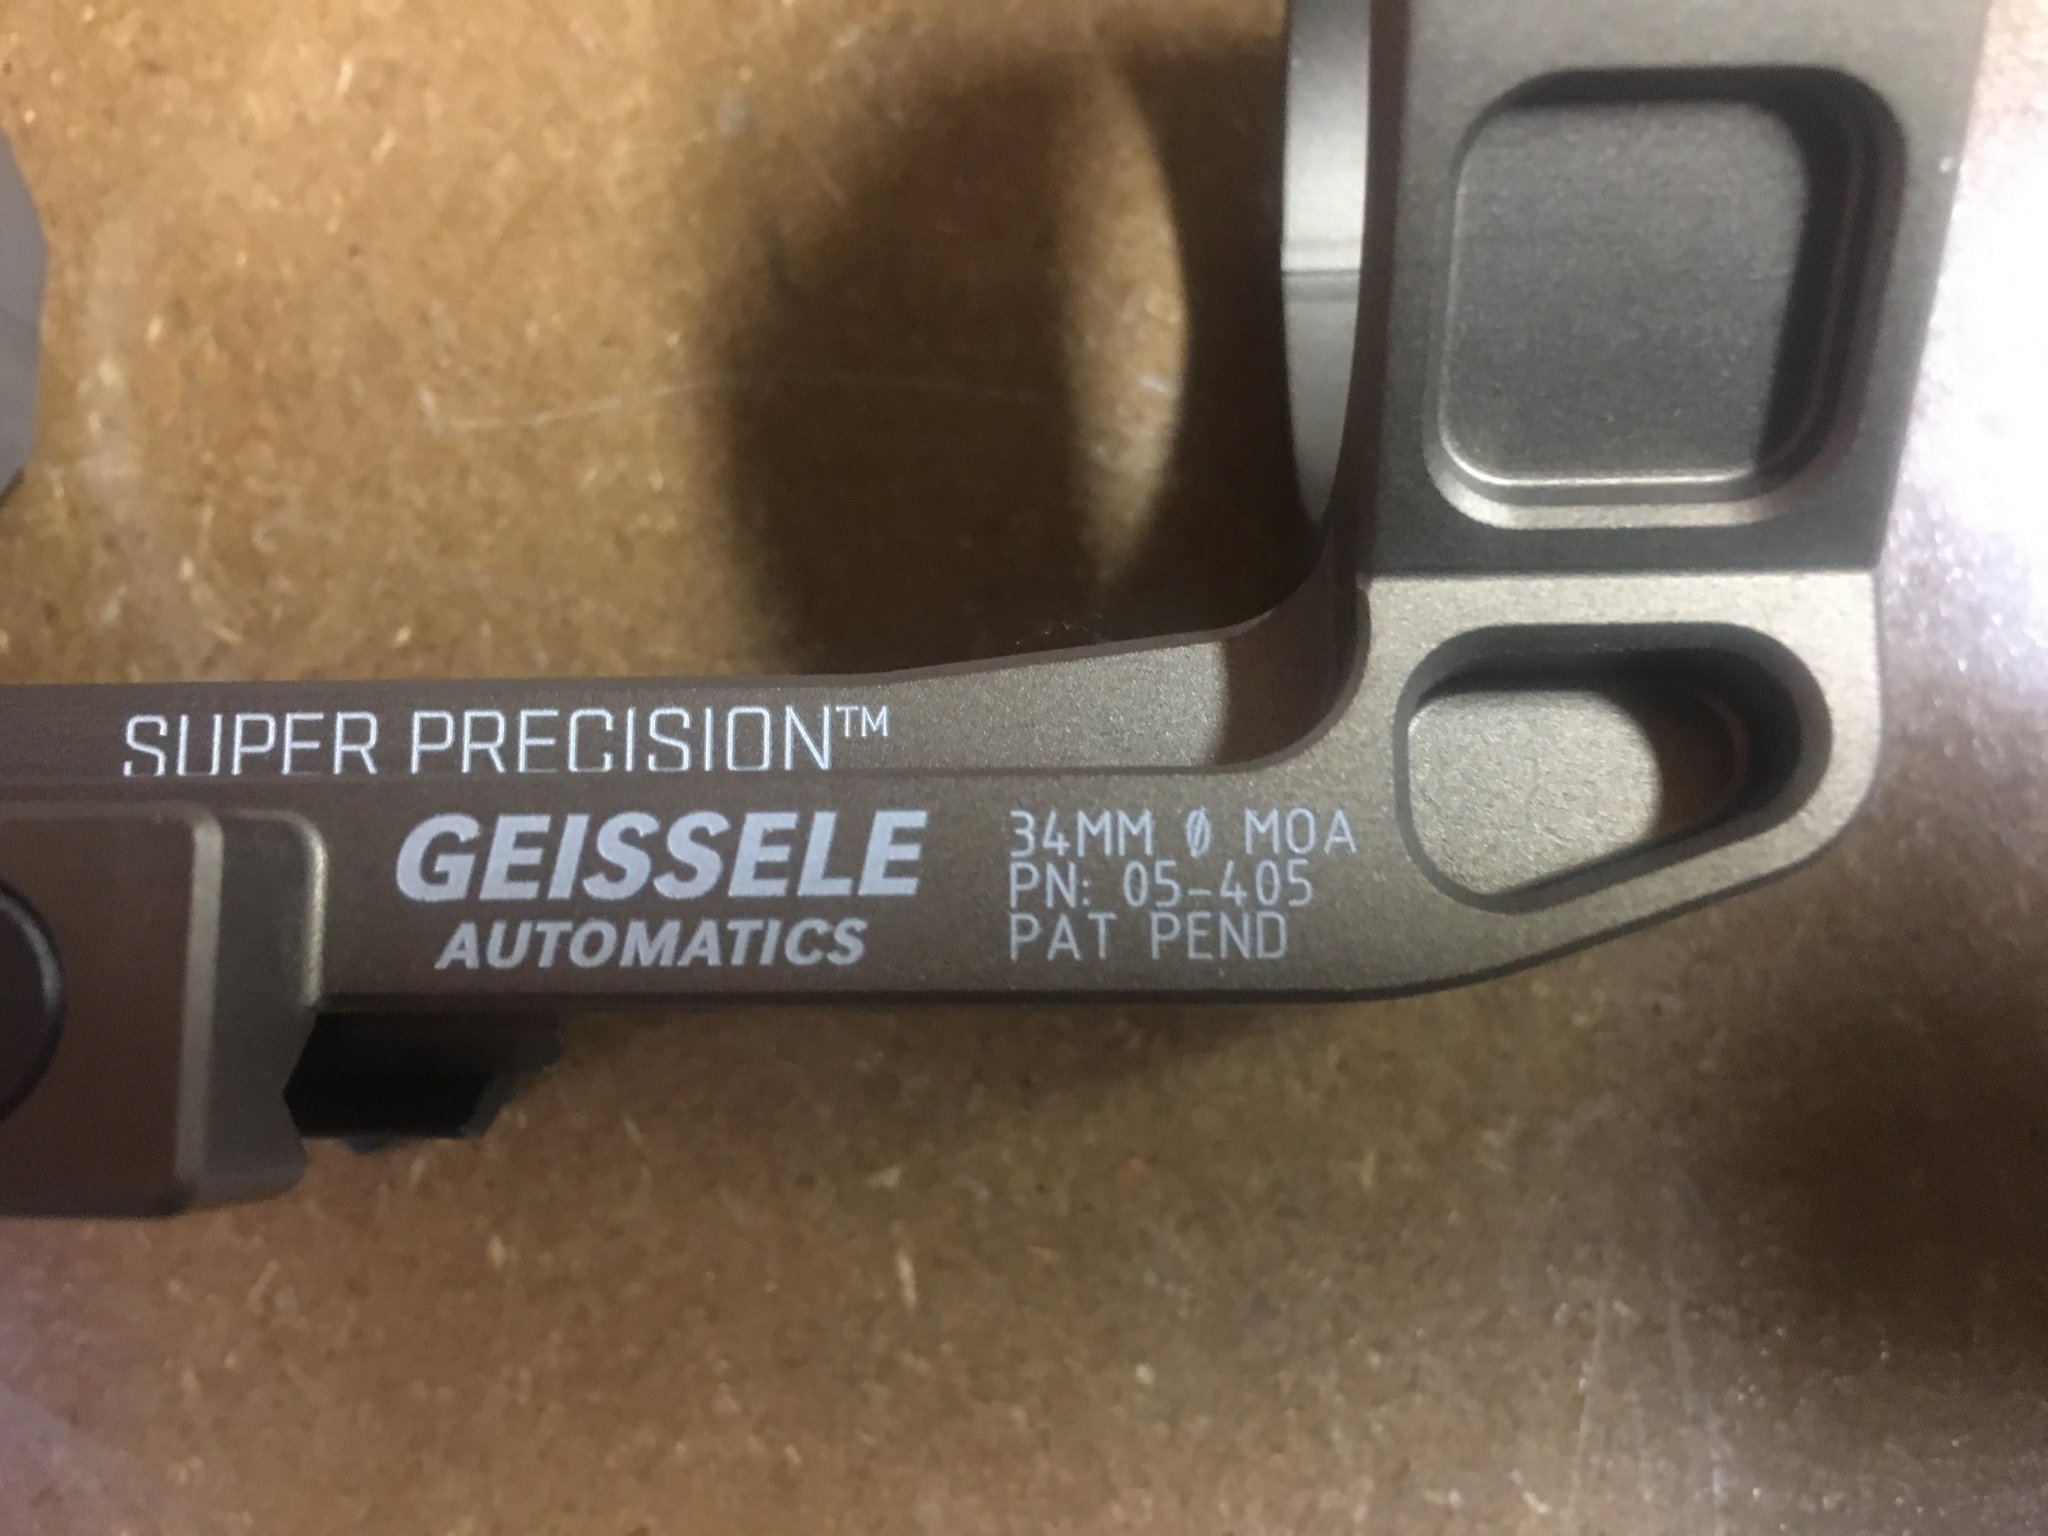 SUPER PRECISION™
GEISSELE
AUTOMATICS
34MM Ø MOA
PN: 05-405
PAT PEND